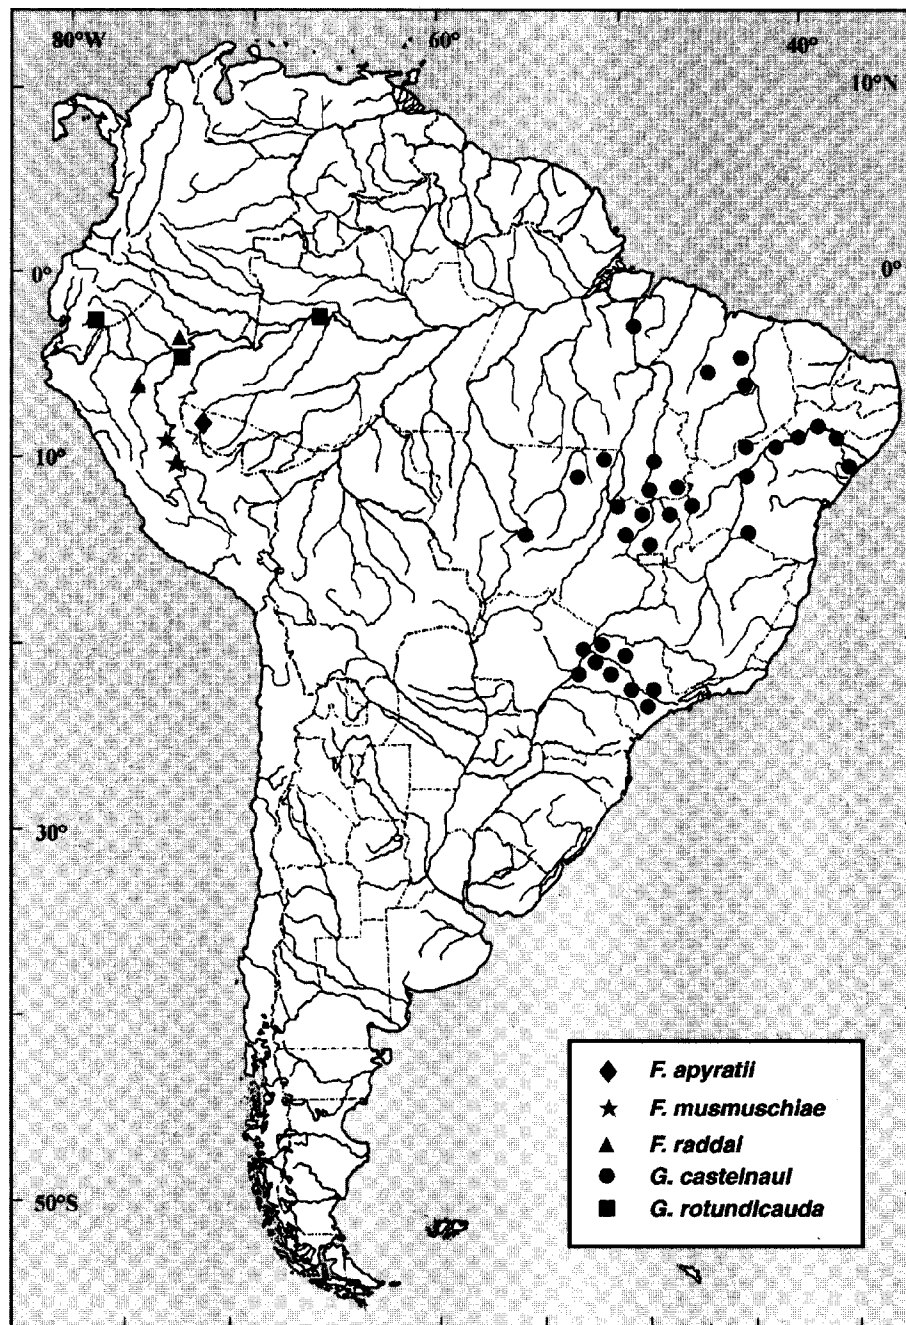 80°W 60° 40°
10°N
0° 0°
10°
30°
50°S
F. apyratii
F. musmuschiae
F. raddai
G. castelnaui
G. rotundicauda